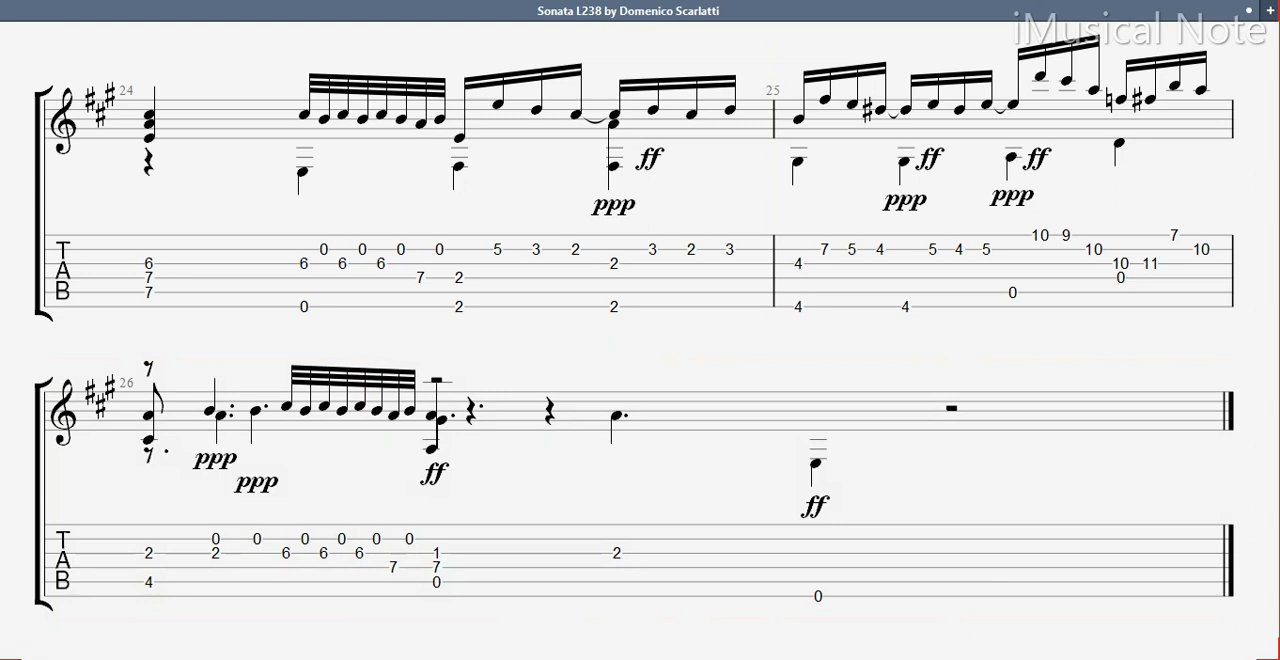 Sonata L238 by Domenico Scarlatti
iMusical Note
24 25
ff ff ff
ppp ppp ppp
10 9 7
0 0 0 0 5 3 2 3 2 3 7 5 4 5 4 5 10 10
6 6 6 6 2 4 10 11
7 7 2 0
7 0
0 2 2 4 4
T
A
B
26
ppp ff
ppp
ff
0 0 0 0 0 0
2 2 6 6 6 1 2
7 7
4 0
0
T
A
B